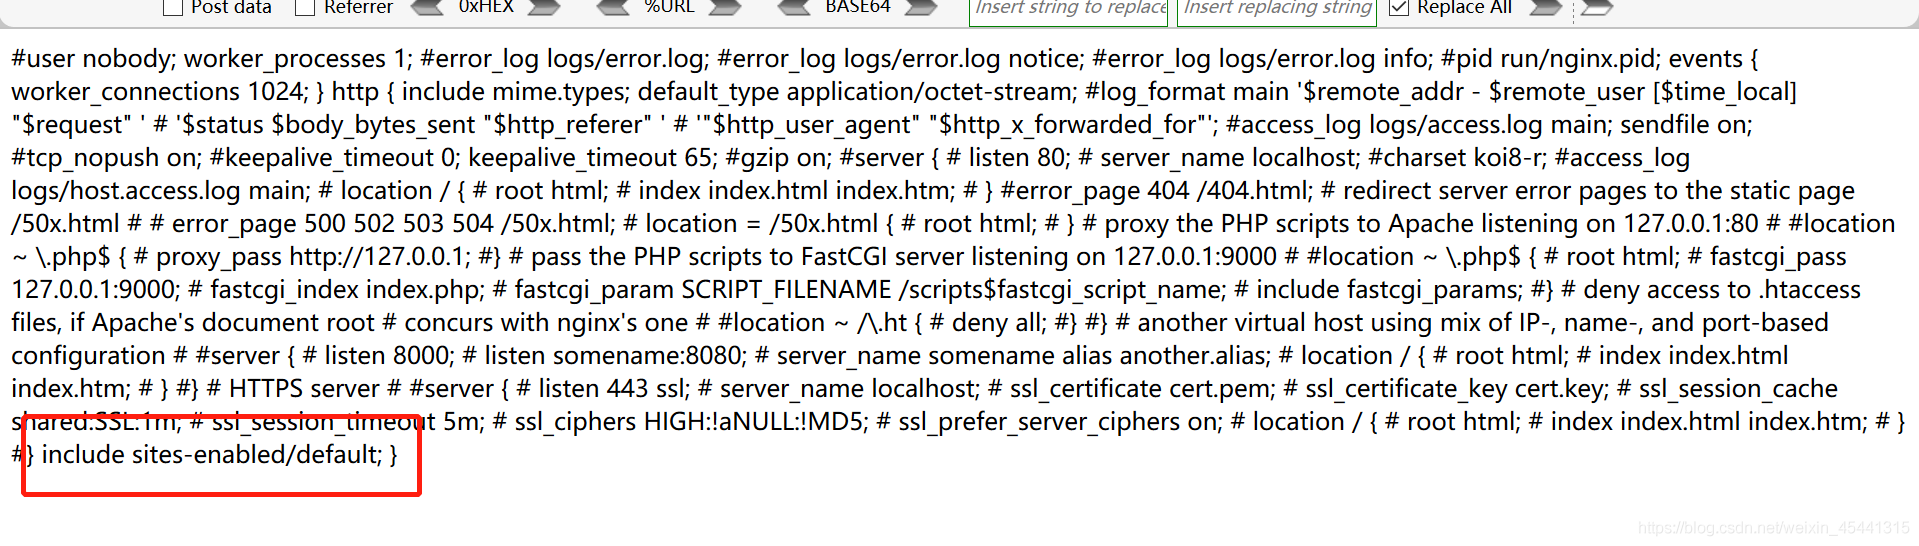 Post data Referrer 0xHEX %URL BASE64 Insert string to replace Insert replacing string Replace All
#user nobody; worker_processes 1; #error_log logs/error.log; #error_log logs/error.log notice; #error_log logs/error.log info; #pid run/nginx.pid; events {
worker_connections 1024; } http { include mime.types; default_type application/octet-stream; #log_format main '$remote_addr - $remote_user [$time_local]
"$request" ' # '$status $body_bytes_sent "$http_referer" ' # '"$http_user_agent" "$http_x_forwarded_for"'; #access_log logs/access.log main; sendfile on;
#tcp_nopush on; #keepalive_timeout 0; keepalive_timeout 65; #gzip on; #server { # listen 80; # server_name localhost; #charset koi8-r; #access_log
logs/host.access.log main; # location / { # root html; # index index.html index.htm; # } #error_page 404 /404.html; # redirect server error pages to the static page
/50x.html # # error_page 500 502 503 504 /50x.html; # location = /50x.html { # root html; # } # proxy the PHP scripts to Apache listening on 127.0.0.1:80 # #location
~ \.php$ { # proxy_pass http://127.0.0.1; #} # pass the PHP scripts to FastCGI server listening on 127.0.0.1:9000 # #location ~ \.php$ { # root html; # fastcgi_pass
127.0.0.1:9000; # fastcgi_index index.php; # fastcgi_param SCRIPT_FILENAME /scripts$fastcgi_script_name; # include fastcgi_params; #} # deny access to .htaccess
files, if Apache's document root # concurs with nginx's one # #location ~ /\.ht { # deny all; #} #} # another virtual host using mix of IP-, name-, and port-based
configuration # #server { # listen 8000; # listen somename:8080; # server_name somename alias another.alias; # location / { # root html; # index index.html
index.htm; # } #} # HTTPS server # #server { # listen 443 ssl; # server_name localhost; # ssl_certificate cert.pem; # ssl_certificate_key cert.key; # ssl_session_cache
shared:SSL:1m; # ssl_session_timeout 5m; # ssl_ciphers HIGH:!aNULL:!MD5; # ssl_prefer_server_ciphers on; # location / { # root html; # index index.html index.htm; # }
#} include sites-enabled/default; }
https://blog.csdn.net/weixin_45441315